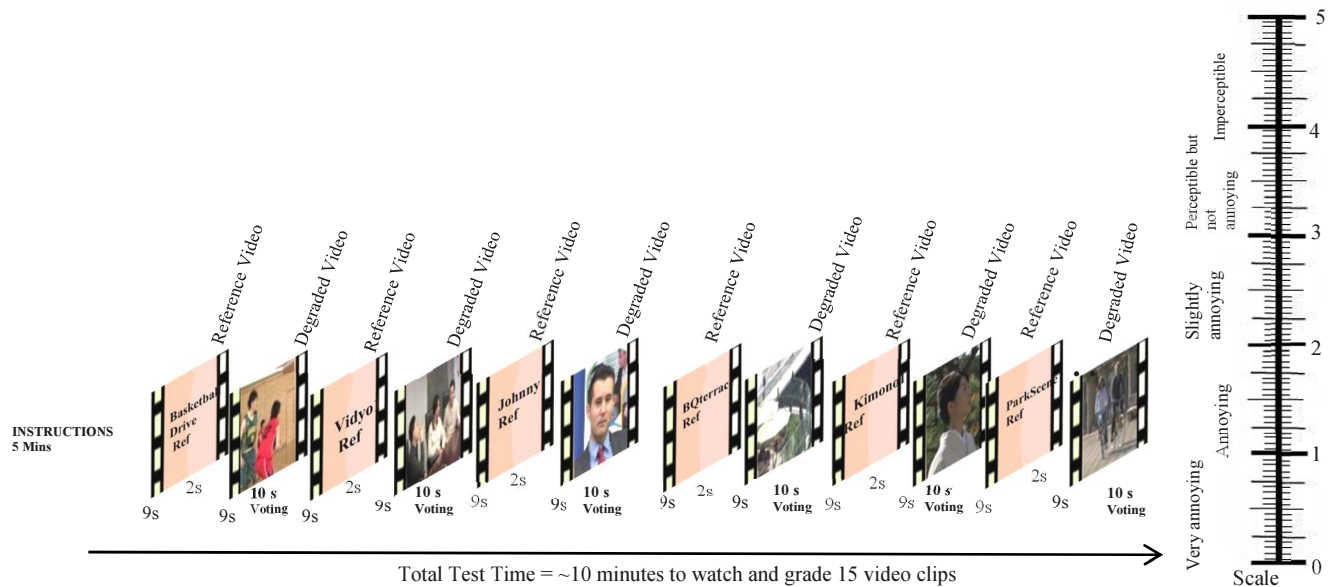 INSTRUCTIONS
5 Mins
Reference Video
Degraded Video
Reference Video
Degraded Video
Reference Video
Degraded Video
Reference Video
Degraded Video
Reference Video
Degraded Video
Reference Video
Degraded Video
Basketbal
Drive
Ref
Vidyo
Ref
Johnny
Ref
BQterrac
Ref
Kimono
Ref
ParkScene
Ref
9s
2s
9s
10 s
Voting
9s
2s
9s
10 s
Voting
9s
2s
9s
10 s
Voting
9s
2s
9s
10 s
Voting
9s
2s
9s
10 s
Voting
9s
2s
9s
10 s
Voting
Total Test Time = ~10 minutes to watch and grade 15 video clips
5
Imperceptible
4
Perceptible but
not
annoying
3
Slightly
annoying
2
Annoying
1
Very annoying
0
Scale